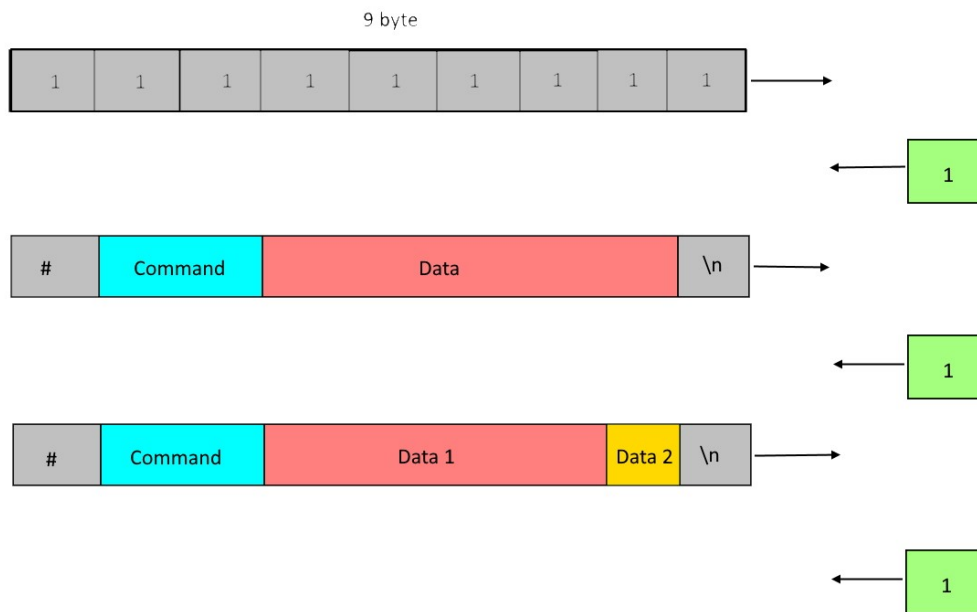 9 byte
1 1 1 1 1 1 1 1 1
1
# Command Data \n
1
# Command Data 1 Data 2 \n
1